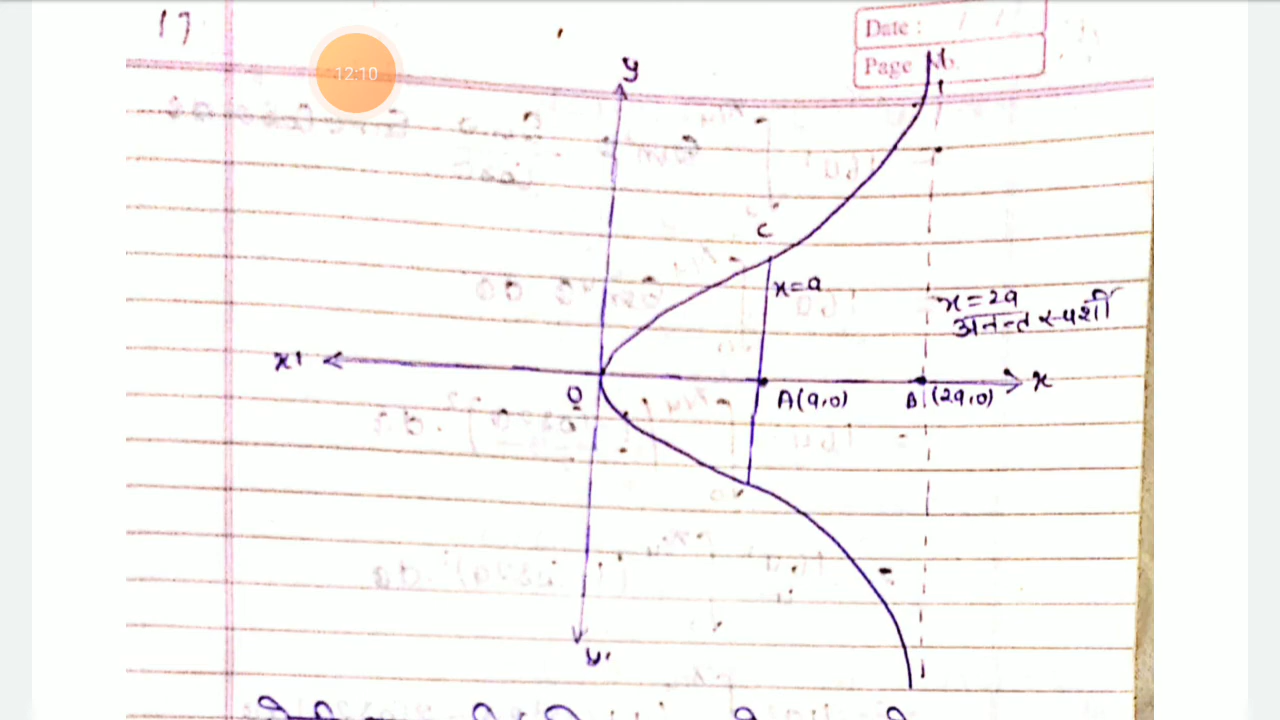 17
Date :
Page No.
12:10
y
C
x=a
x=2a
अनन्त स्पर्शी
x'
x
O
A(a,0)
B (2a,0)
y'